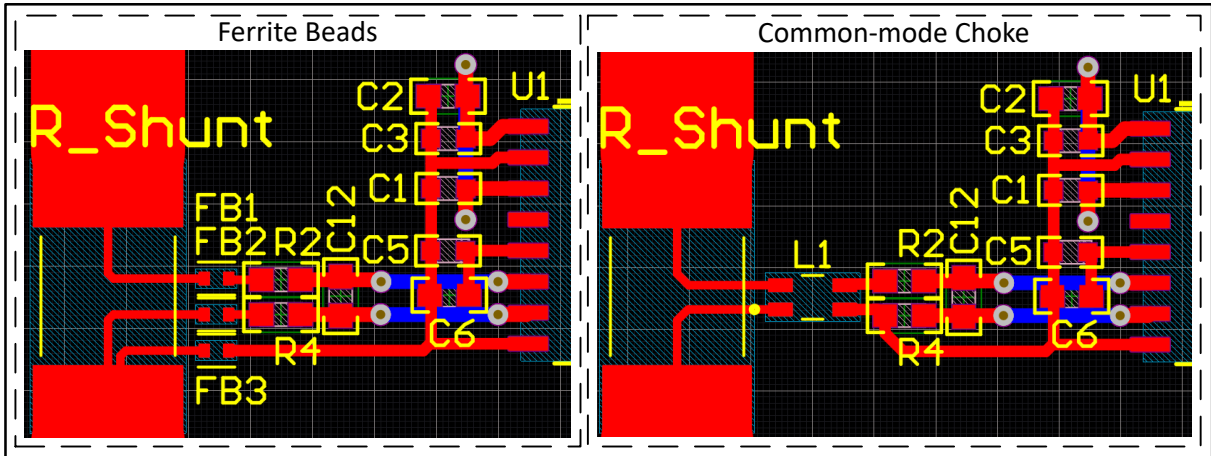 Ferrite Beads
R_Shunt
C2
U1
C3
C1
FB1
FB2
R2
C12
C5
R4
C6
FB3
Common-mode Choke
R_Shunt
C2
U1
C3
C1
L1
R2
C12
C5
R4
C6